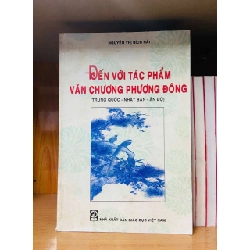 NGUYỄN THỊ BÍCH HẢI
ĐẾN VỚI TÁC PHẨM
VĂN CHƯƠNG PHƯƠNG ĐÔNG
TRUNG QUỐC - NHẬT BẢN - ẤN ĐỘ
NHÀ XUẤT BẢN GIÁO DỤC VIỆT NAM